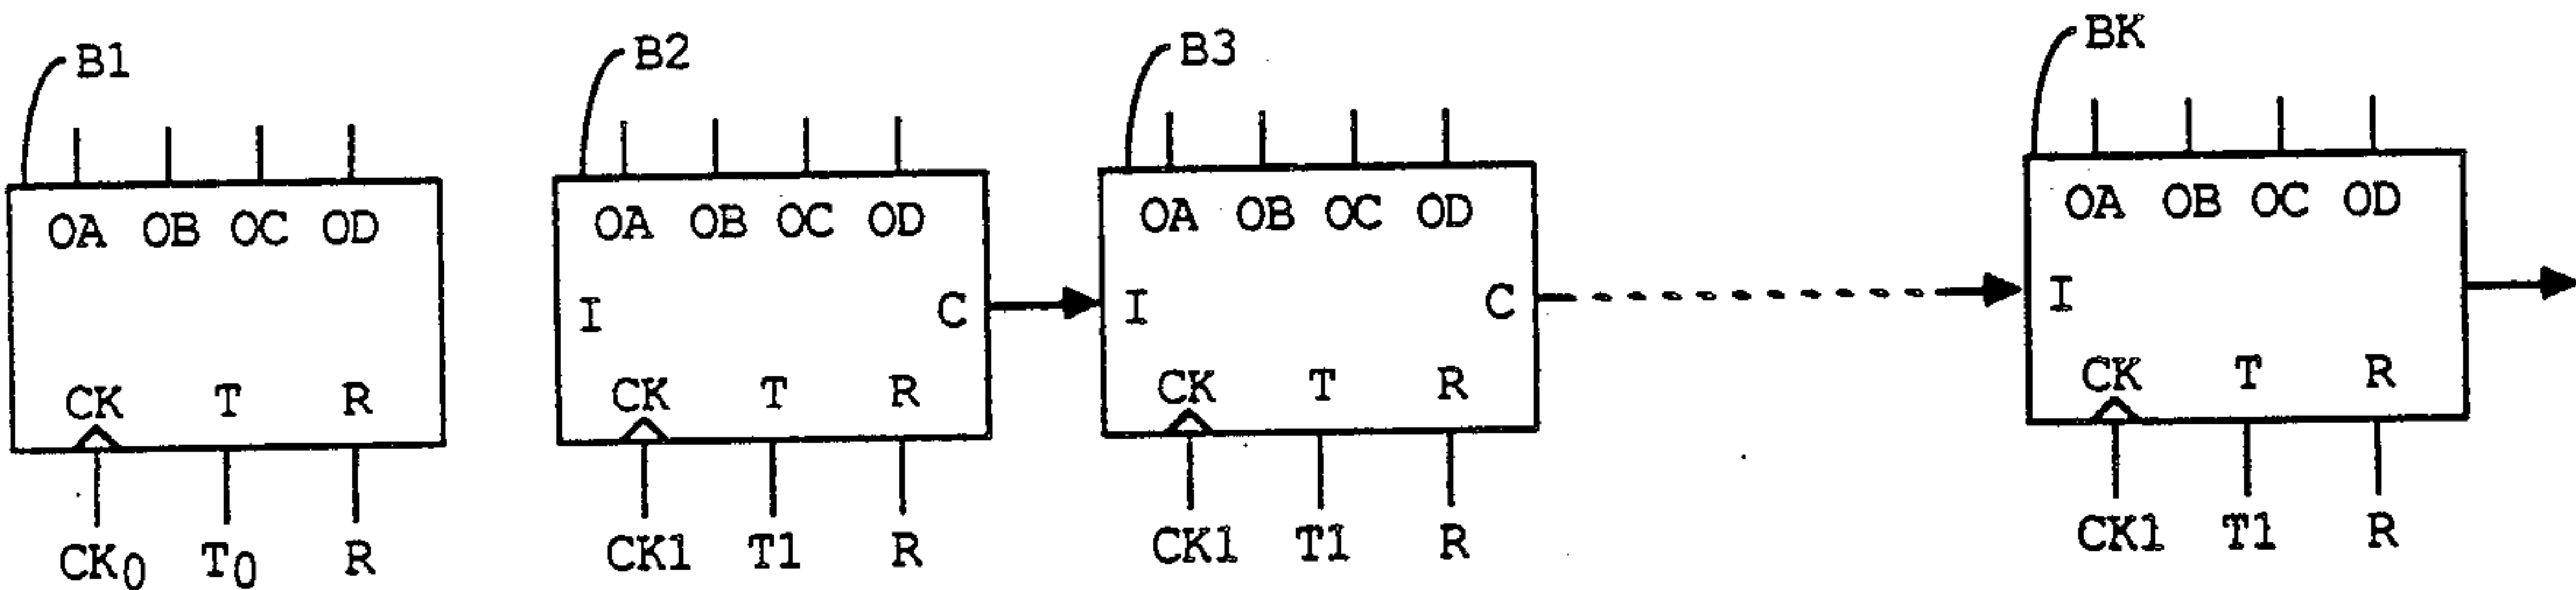 B1 B2 B3 BK
OA OB OC OD OA OB OC OD OA OB OC OD OA OB OC OD
I C I C I
CK T R CK T R CK T R CK T R
CK0 T0 R CK1 T1 R CK1 T1 R CK1 T1 R